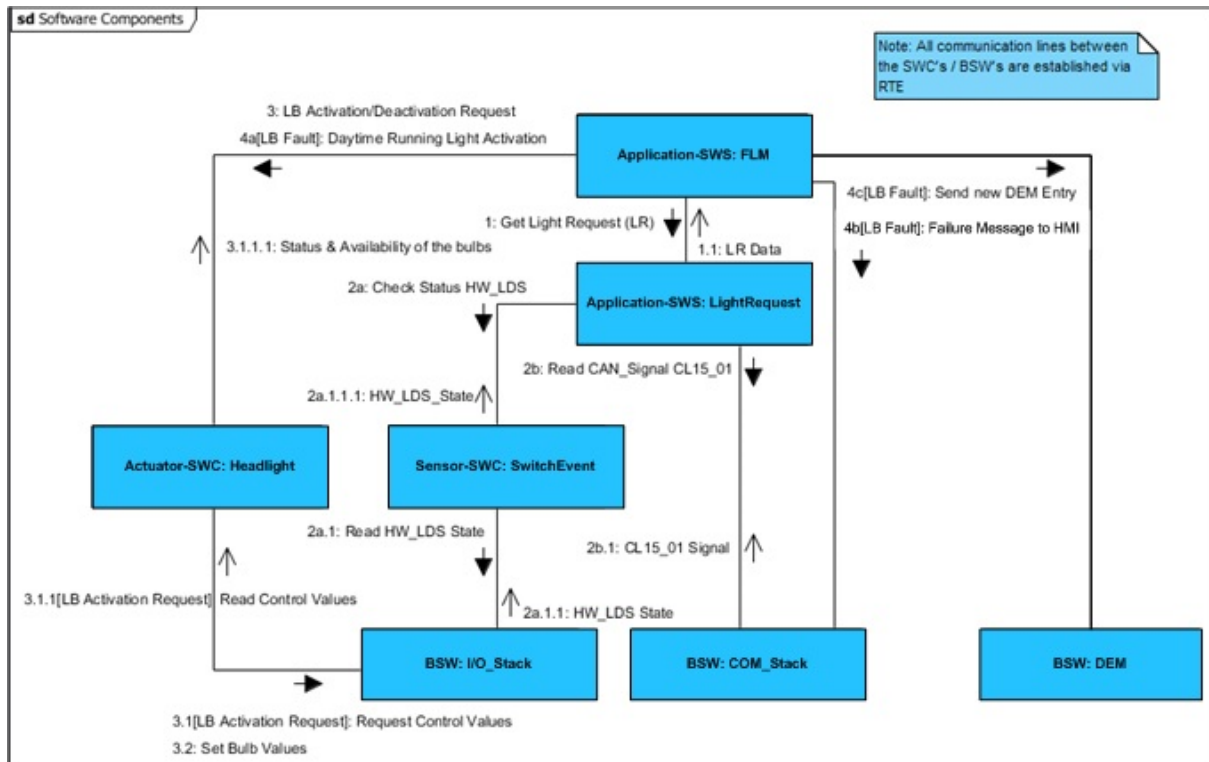 sd Software Components
Note: All communication lines between
the SWC's / BSW's are established via
RTE
3: LB Activation/Deactivation Request
4a[LB Fault]: Daytime Running Light Activation
Application-SWS: FLM
4c[LB Fault]: Send new DEM Entry
4b[LB Fault]: Failure Message to HMI
1: Get Light Request (LR)
1.1: LR Data
3.1.1.1: Status & Availability of the bulbs
2a: Check Status HW_LDS
Application-SWS: LightRequest
2b: Read CAN_Signal CL15_01
2a.1.1.1: HW_LDS_State
Actuator-SWC: Headlight
Sensor-SWC: SwitchEvent
2a.1: Read HW_LDS State
2b.1: CL15_01 Signal
3.1.1[LB Activation Request] Read Control Values
2a.1.1: HW_LDS State
BSW: I/O_Stack
BSW: COM_Stack
BSW: DEM
3.1[LB Activation Request]: Request Control Values
3.2: Set Bulb Values